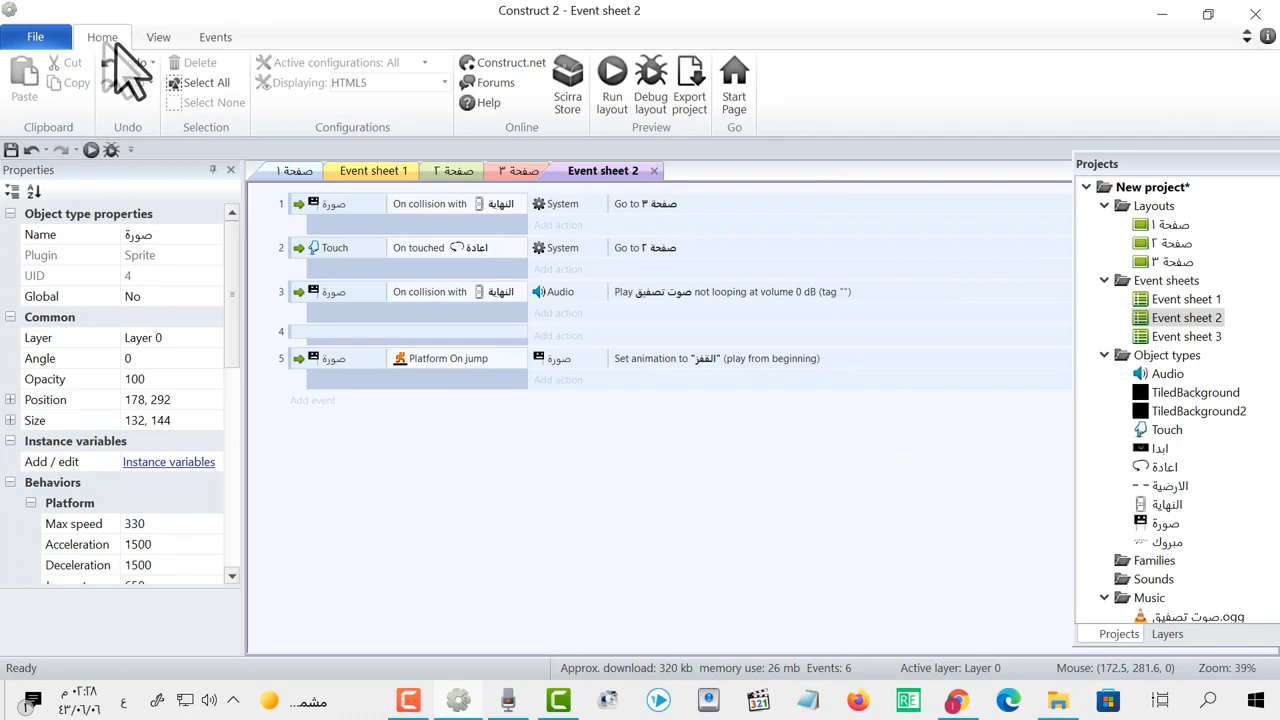 Construct 2 - Event sheet 2
File Home View Events
Paste Cut Copy
Delete
Select All
Select None
Active configurations: All
Displaying: HTML5
Construct.net
Forums
Help
Scirra Store
Run layout
Debug layout
Export project
Start Page
Clipboard Undo Selection Configurations Online Preview Go
Properties
صفحة ١ Event sheet 1 صفحة ٢ صفحة ٣ Event sheet 2
Object type properties
Name صورة
Plugin Sprite
UID 4
Global No
Common
Layer Layer 0
Angle 0
Opacity 100
Position 178, 292
Size 132, 144
Instance variables
Add / edit Instance variables
Behaviors
Platform
Max speed 330
Acceleration 1500
Deceleration 1500
1 صورة On collision with النهاية System Go to صفحة ٣
Add action
2 Touch On touched اعادة System Go to صفحة ٢
Add action
3 صورة On collision with النهاية Audio Play صوت تصفيق not looping at volume 0 dB (tag "")
Add action
4 Add action
5 صورة Platform On jump صورة Set animation to "القفز" (play from beginning)
Add action
Add event
Projects
New project*
Layouts
صفحة ١
صفحة ٢
صفحة ٣
Event sheets
Event sheet 1
Event sheet 2
Event sheet 3
Object types
Audio
TiledBackground
TiledBackground2
Touch
ابدا
اعادة
الارضية
النهاية
صورة
مبروك
Families
Sounds
Music
صوت تصفيق.ogg
Projects Layers
Ready Approx. download: 320 kb memory use: 26 mb Events: 6 Active layer: Layer 0 Mouse: (172.5, 281.6, 0) Zoom: 39%
٠٢:٢٨ م
٤٣/٠٦/٠٦
ع
مشمـ...
321
RE